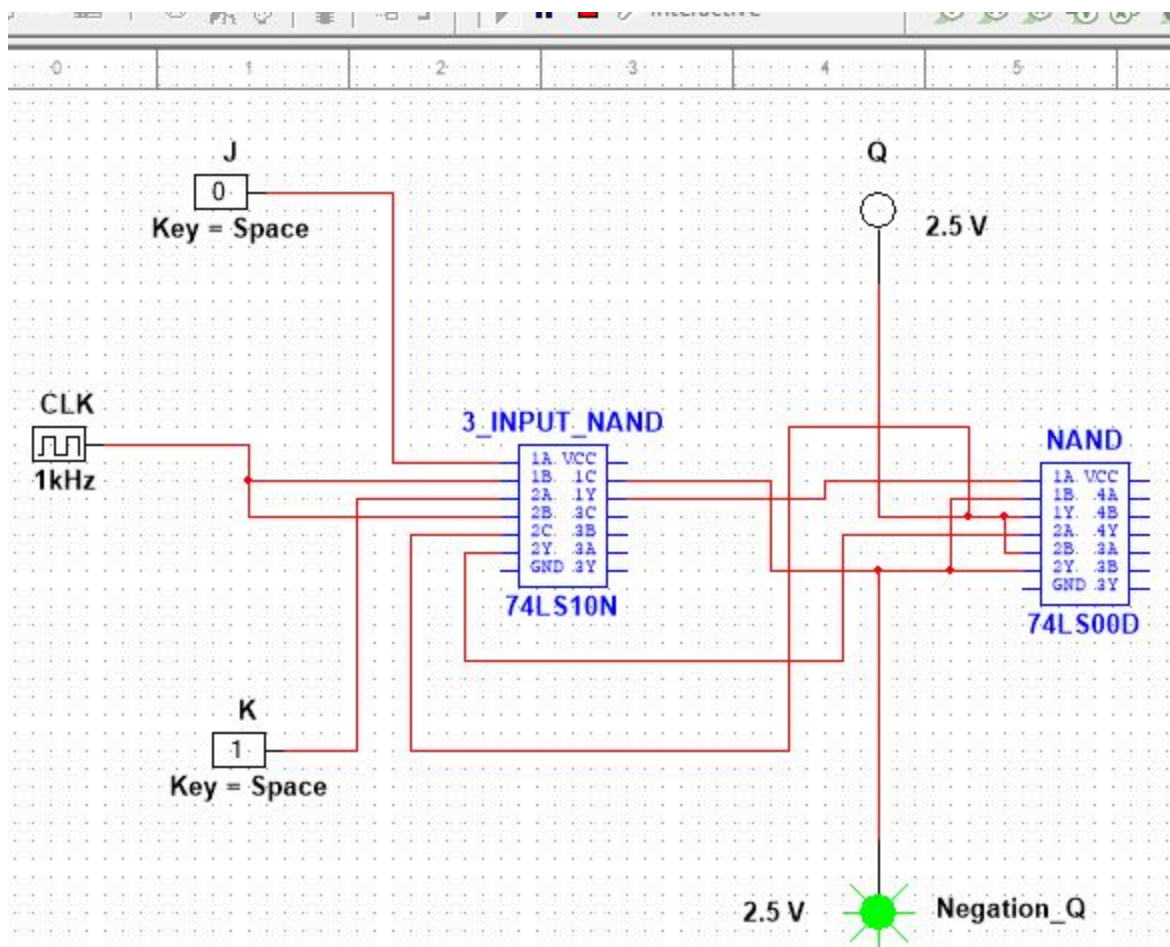 Interactive
0 1 2 3 4 5
J
0
Key = Space
Q
2.5 V
CLK
1kHz
3_INPUT_NAND
1A VCC
1B 1C
2A 1Y
2B 3C
2C 3B
2Y 3A
GND 3Y
74LS10N
NAND
1A VCC
1B 4A
1Y 4B
2A 4Y
2B 3A
2Y 3B
GND 3Y
74LS00D
K
1
Key = Space
2.5 V
Negation_Q